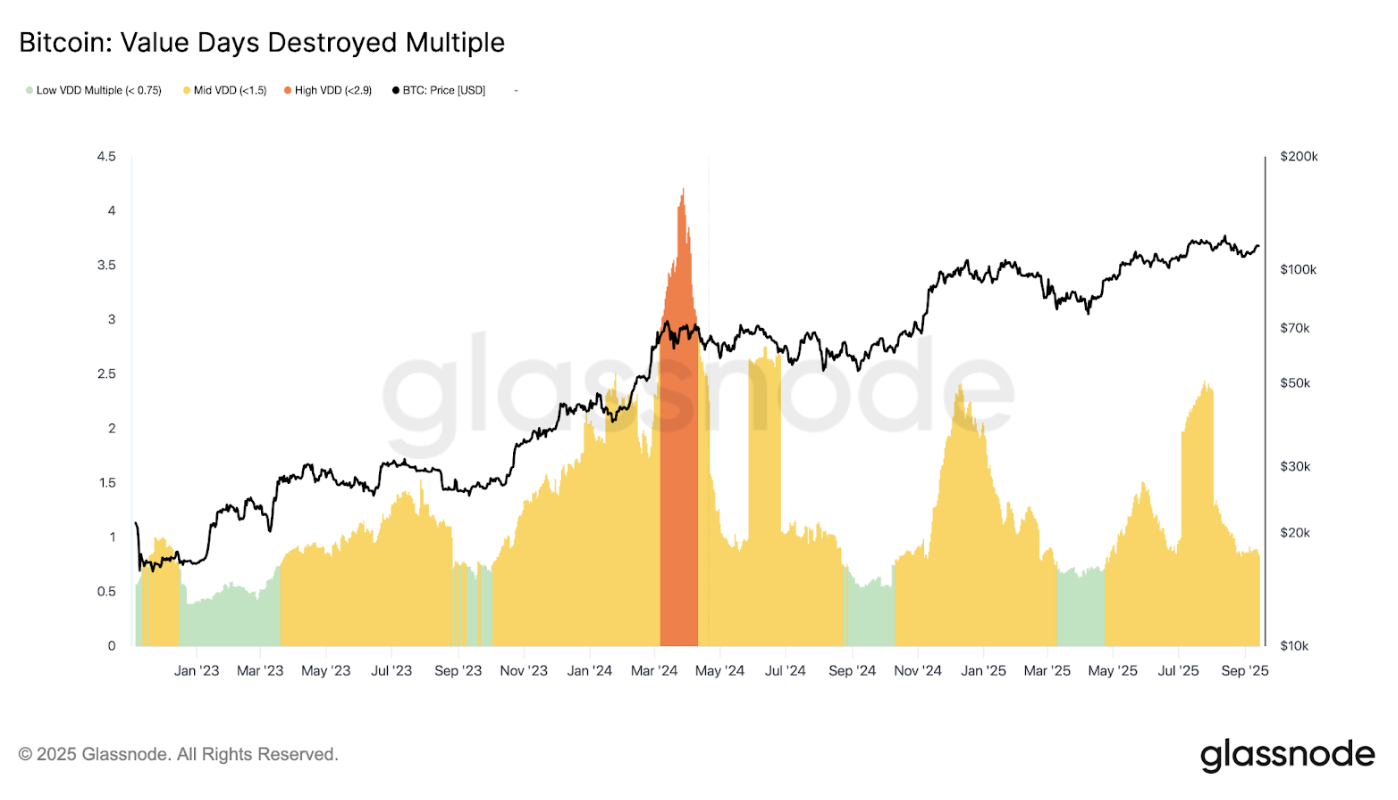 Bitcoin: Value Days Destroyed Multiple
Low VDD Multiple (< 0.75) Mid VDD (<1.5) High VDD (<2.9) BTC: Price [USD] -
4.5 $200k
4
3.5 $100k
3 $70k
2.5 $50k
2
1.5 $30k
1 $20k
0.5
0 $10k
glassnode
Jan '23 Mar '23 May '23 Jul '23 Sep '23 Nov '23 Jan '24 Mar '24 May '24 Jul '24 Sep '24 Nov '24 Jan '25 Mar '25 May '25 Jul '25 Sep '25
© 2025 Glassnode. All Rights Reserved.
glassnode